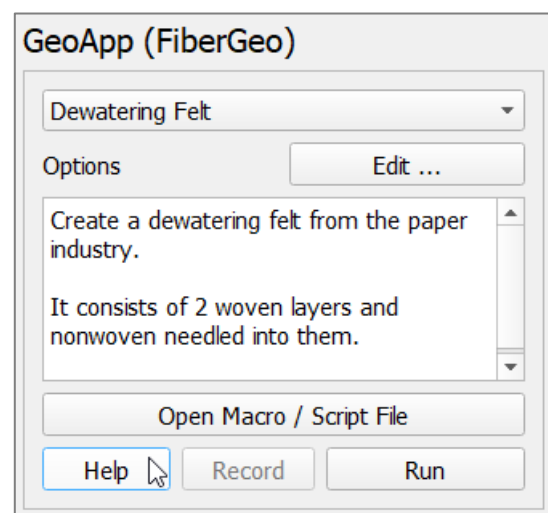 GeoApp (FiberGeo)
Dewatering Felt
Options
Edit ...
Create a dewatering felt from the paper
industry.
It consists of 2 woven layers and
nonwoven needled into them.
Open Macro / Script File
Help
Record
Run